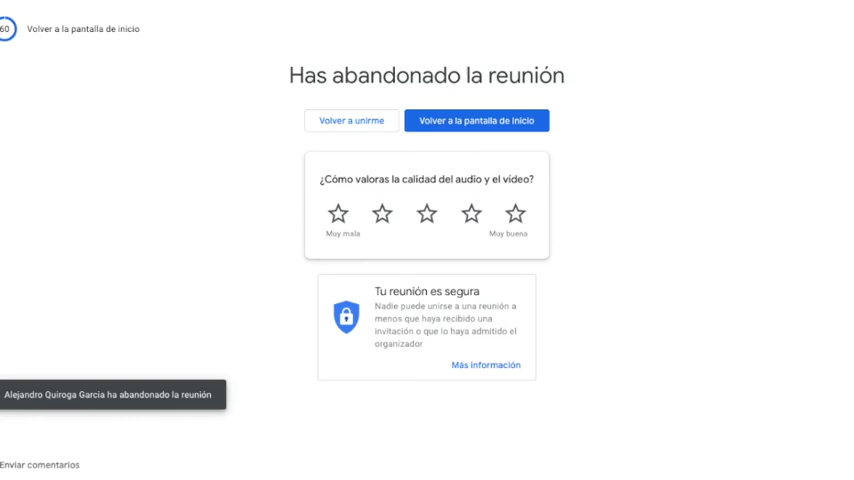 60
Volver a la pantalla de inicio
Has abandonado la reunión
Volver a unirme
Volver a la pantalla de inicio
¿Cómo valoras la calidad del audio y el vídeo?
Muy mala
Muy buena
Tu reunión es segura
Nadie puede unirse a una reunión a
menos que haya recibido una
invitación o que lo haya admitido el
organizador
Más información
Alejandro Quiroga Garcia ha abandonado la reunión
Enviar comentarios